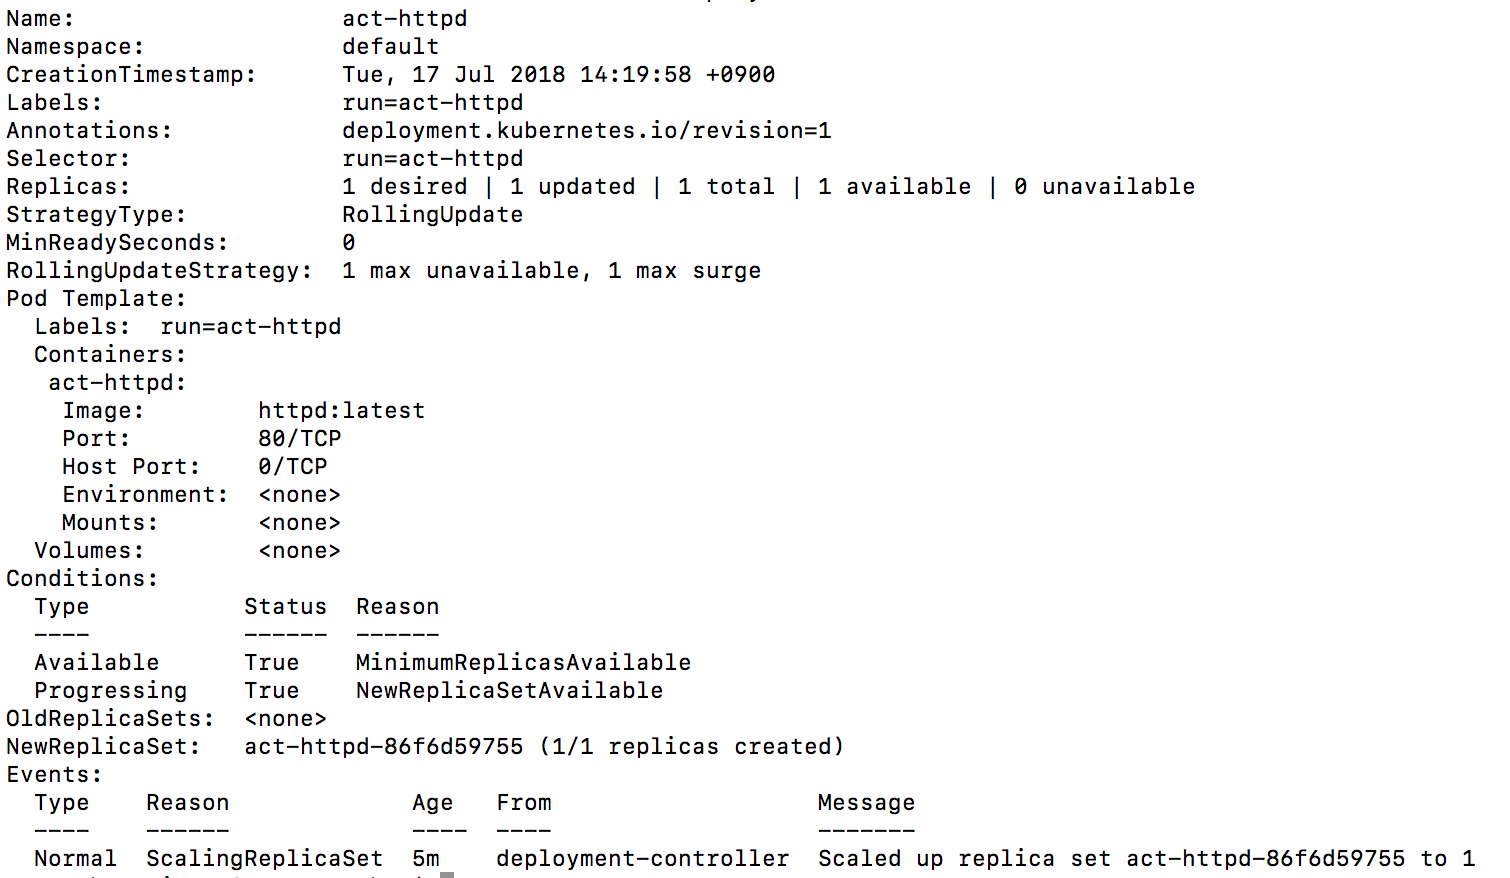 Name:                   act-httpd
Namespace:              default
CreationTimestamp:      Tue, 17 Jul 2018 14:19:58 +0900
Labels:                 run=act-httpd
Annotations:            deployment.kubernetes.io/revision=1
Selector:               run=act-httpd
Replicas:               1 desired | 1 updated | 1 total | 1 available | 0 unavailable
StrategyType:           RollingUpdate
MinReadySeconds:        0
RollingUpdateStrategy:  1 max unavailable, 1 max surge
Pod Template:
  Labels:  run=act-httpd
  Containers:
   act-httpd:
    Image:        httpd:latest
    Port:         80/TCP
    Host Port:    0/TCP
    Environment:  <none>
    Mounts:       <none>
  Volumes:        <none>
Conditions:
  Type           Status  Reason
  ----           ------  ------
  Available      True    MinimumReplicasAvailable
  Progressing    True    NewReplicaSetAvailable
OldReplicaSets:  <none>
NewReplicaSet:   act-httpd-86f6d59755 (1/1 replicas created)
Events:
  Type    Reason             Age   From                   Message
  ----    ------             ----  ----                   -------
  Normal  ScalingReplicaSet  5m    deployment-controller  Scaled up replica set act-httpd-86f6d59755 to 1